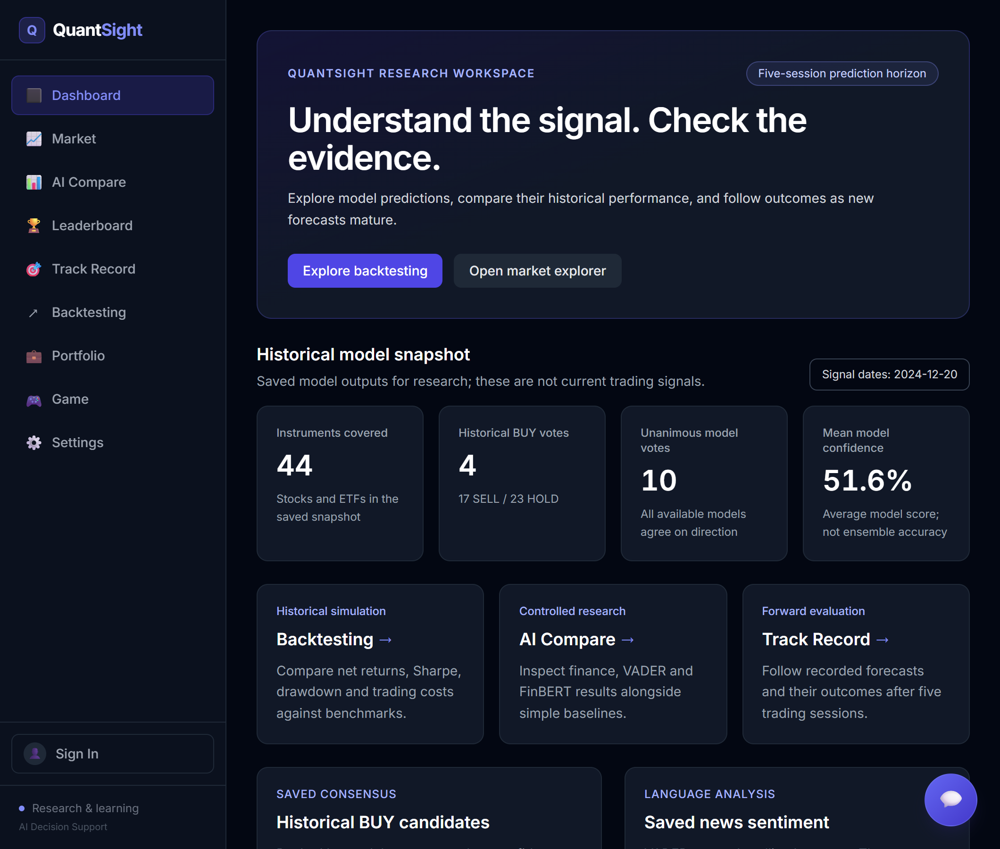 Q QuantSight
Dashboard
Market
AI Compare
Leaderboard
Track Record
Backtesting
Portfolio
Game
Settings
Sign In
Research & learning
AI Decision Support
QUANTSIGHT RESEARCH WORKSPACE
Five-session prediction horizon
Understand the signal. Check the
evidence.
Explore model predictions, compare their historical performance, and follow outcomes as new
forecasts mature.
Explore backtesting
Open market explorer
Historical model snapshot
Saved model outputs for research; these are not current trading signals.
Signal dates: 2024-12-20
Instruments covered
44
Stocks and ETFs in the
saved snapshot
Historical BUY votes
4
17 SELL / 23 HOLD
Unanimous model
votes
10
All available models
agree on direction
Mean model
confidence
51.6%
Average model score;
not ensemble accuracy
Historical simulation
Backtesting →
Compare net returns, Sharpe,
drawdown and trading costs
against benchmarks.
Controlled research
AI Compare →
Inspect finance, VADER and
FinBERT results alongside
simple baselines.
Forward evaluation
Track Record →
Follow recorded forecasts
and their outcomes after five
trading sessions.
SAVED CONSENSUS
Historical BUY candidates
LANGUAGE ANALYSIS
Saved news sentiment